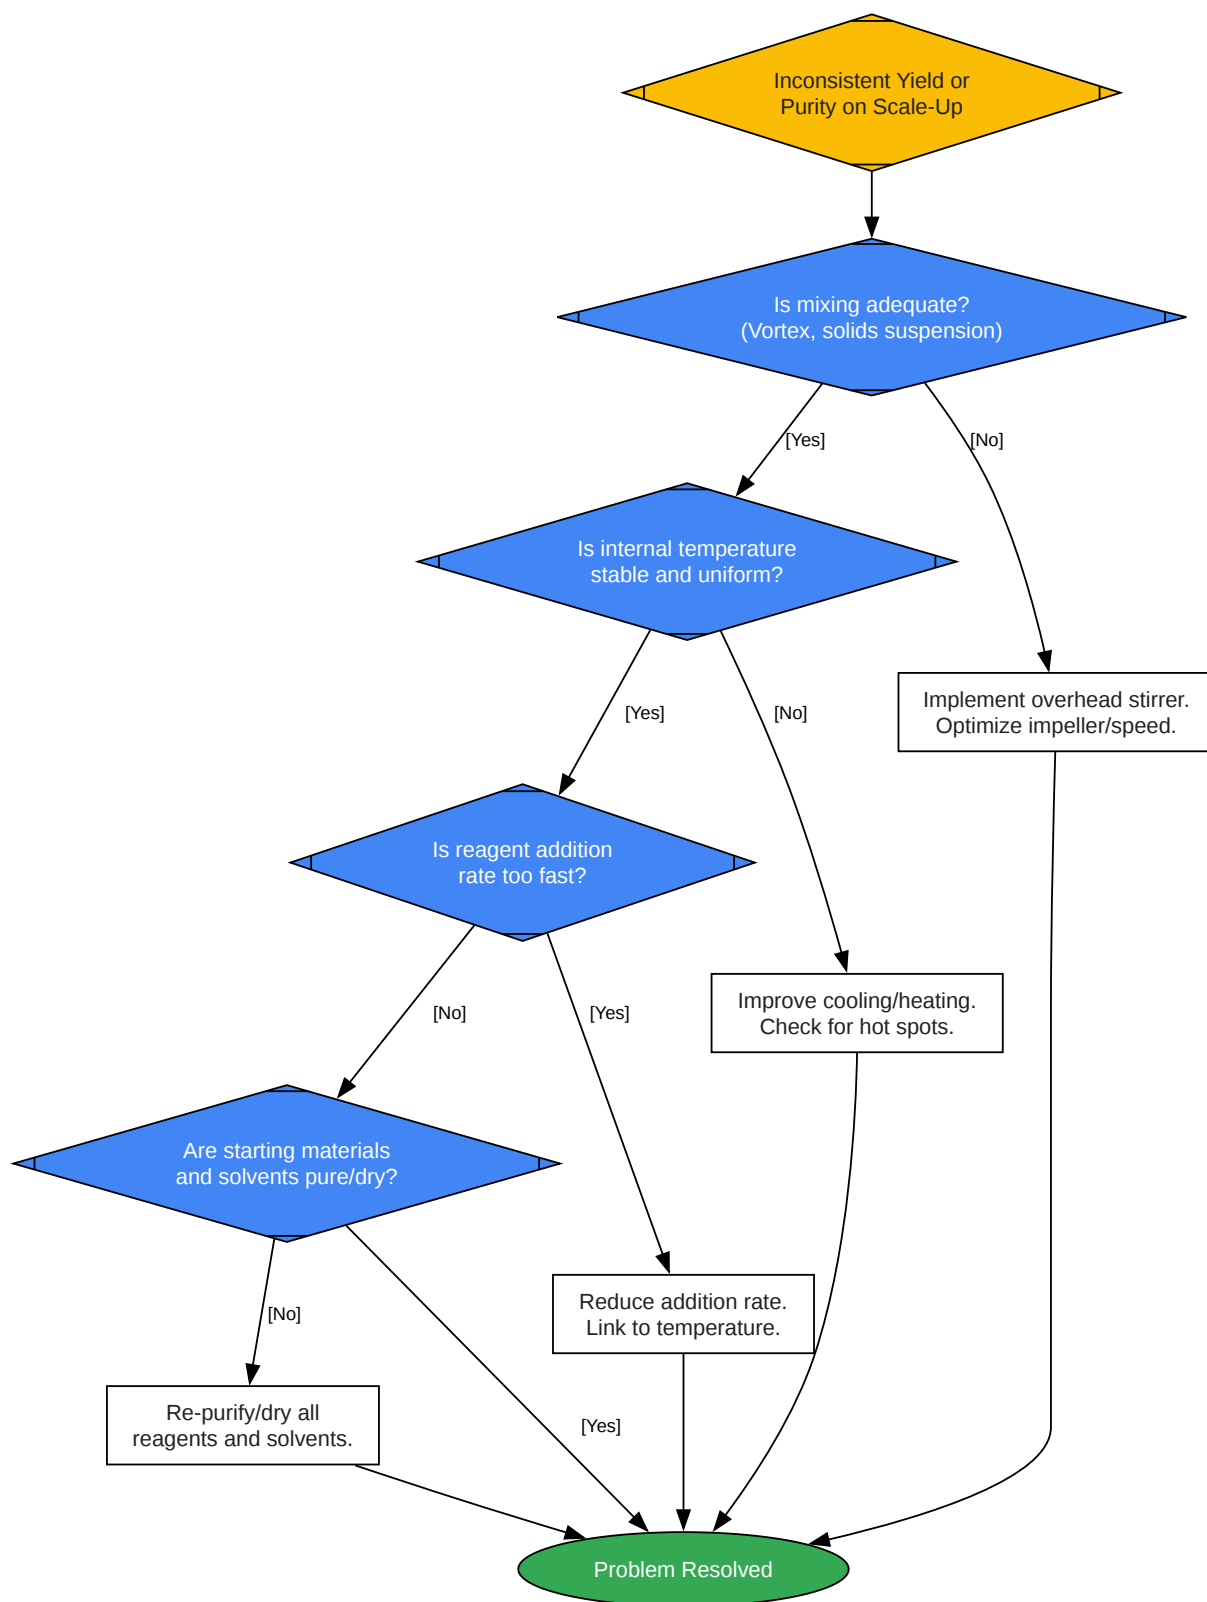 Inconsistent Yield or
Purity on Scale-Up
Is mixing adequate?
(Vortex, solids suspension)
[Yes]
[No]
Is internal temperature
stable and uniform?
Implement overhead stirrer.
Optimize impeller/speed.
[Yes]
[No]
Is reagent addition
rate too fast?
Improve cooling/heating.
Check for hot spots.
[No]
[Yes]
Are starting materials
and solvents pure/dry?
Reduce addition rate.
Link to temperature.
[No]
Re-purify/dry all
reagents and solvents.
[Yes]
Problem Resolved